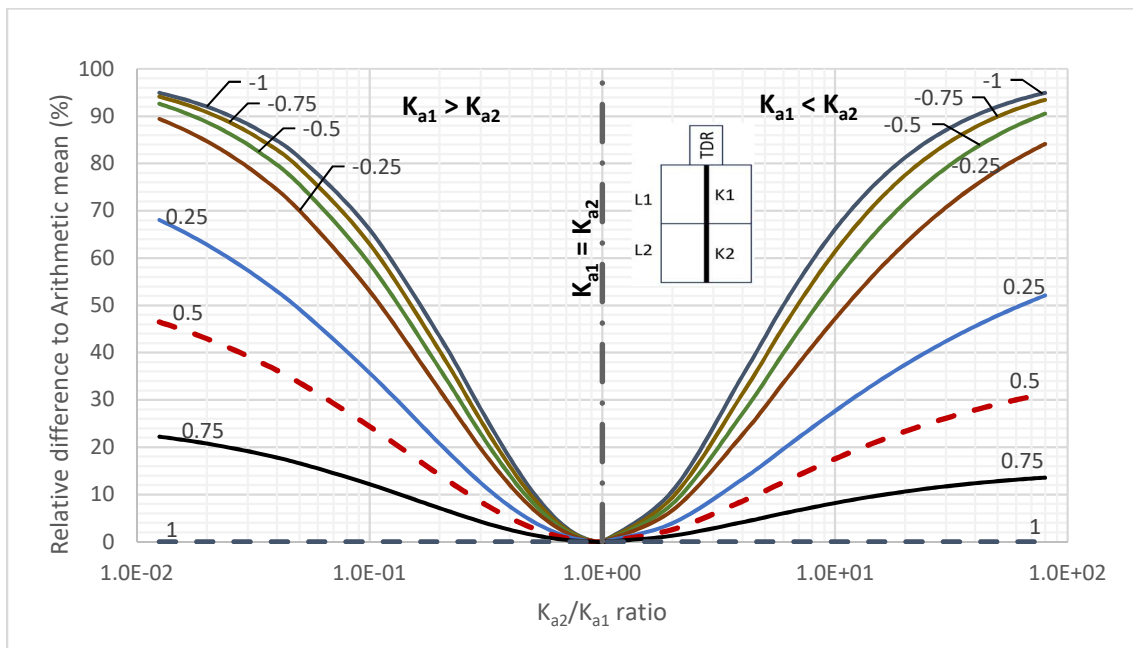 Relative difference to Arithmetic mean (%)
100
90
80
70
60
50
40
30
20
10
0
-1
-0.75
-0.5
-0.25
0.25
0.5
0.75
1
Ka1 > Ka2
Ka1 = Ka2
Ka1 < Ka2
TDR
L1
K1
L2
K2
-1
-0.75
-0.5
-0.25
0.25
0.5
0.75
1
1.0E-02
1.0E-01
1.0E+00
1.0E+01
1.0E+02
Ka2/Ka1 ratio